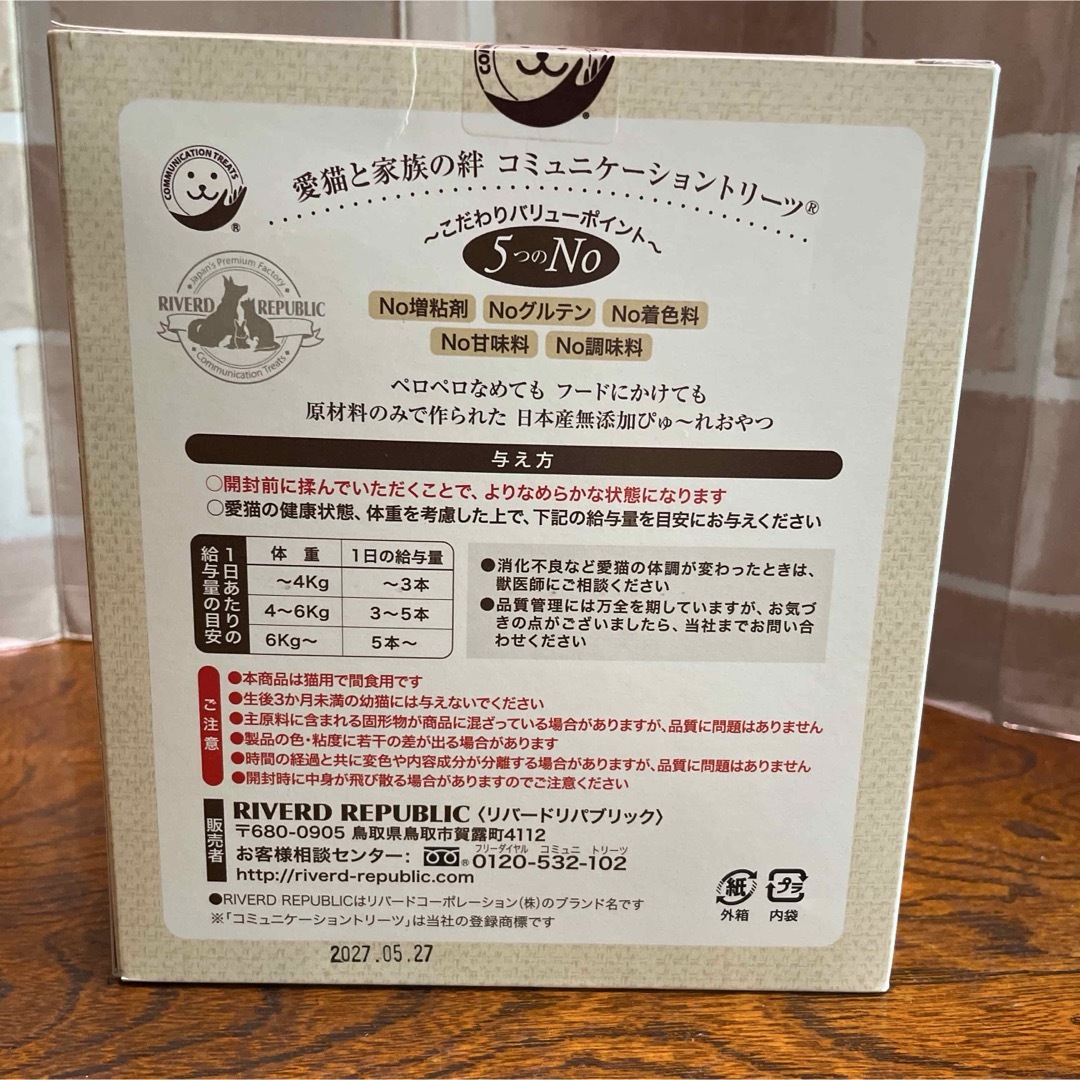 COMMUNICATION TREATS
®
愛猫と家族の絆 コミュニケーショントリーツ®
～こだわりバリューポイント～
5つのNo
Japan's Premium Factory
RIVERD REPUBLIC
Communication Treats
No増粘剤 Noグルテン No着色料
No甘味料 No調味料
ペロペロなめても フードにかけても
原材料のみで作られた 日本産無添加ぴゅ～れおやつ
与え方
○開封前に揉んでいただくことで、よりなめらかな状態になります
○愛猫の健康状態、体重を考慮した上で、下記の給与量を目安にお与えください
1日あたりの給与量の目安
体 重 1日の給与量
～4Kg ～3本
4～6Kg 3～5本
6Kg～ 5本～
●消化不良など愛猫の体調が変わったときは、
獣医師にご相談ください
●品質管理には万全を期していますが、お気づ
きの点がございましたら、当社までお問い合
わせください
ご注意
●本商品は猫用で間食用です
●生後3か月未満の幼猫には与えないでください
●主原料に含まれる固形物が商品に混ざっている場合がありますが、品質に問題はありません
●製品の色・粘度に若干の差が出る場合があります
●時間の経過と共に変色や内容成分が分離する場合がありますが、品質に問題はありません
●開封時に中身が飛び散る場合がありますのでご注意ください
販売者
RIVERD REPUBLIC〈リバードリパブリック〉
〒680-0905 鳥取県鳥取市賀露町4112
フリーダイヤル コミュニ トリーツ
お客様相談センター： ®0120-532-102
http://riverd-republic.com
●RIVERD REPUBLICはリバードコーポレーション（株）のブランド名です
※「コミュニケーショントリーツ」は当社の登録商標です
紙 プラ
外箱 内袋
2027.05.27